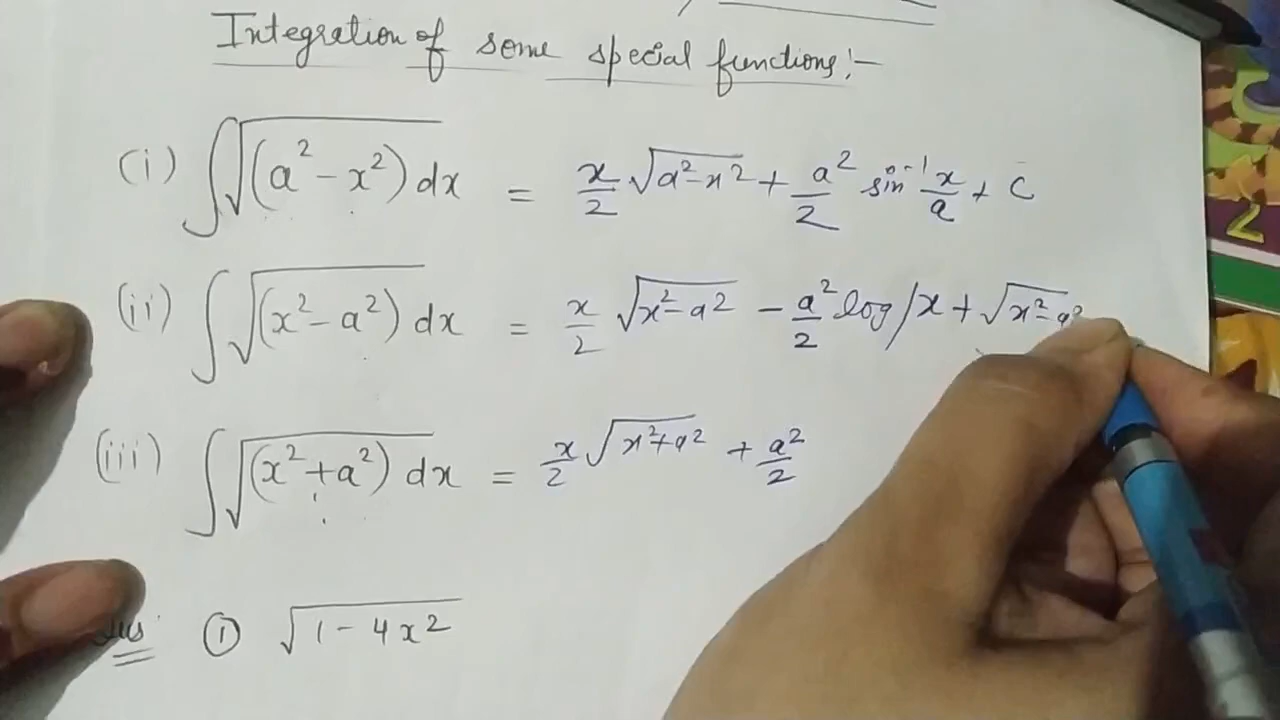 Integration of some special functions:-
(i) ∫√(a² - x²) dx = x/2 √a²-x² + a²/2 sin⁻¹ x/a + C
(ii) ∫√(x² - a²) dx = x/2 √x²-a² - a²/2 log/x + √x²-a²
(iii) ∫√(x² + a²) dx = x/2 √x²+a² + a²/2
① √1 - 4x²